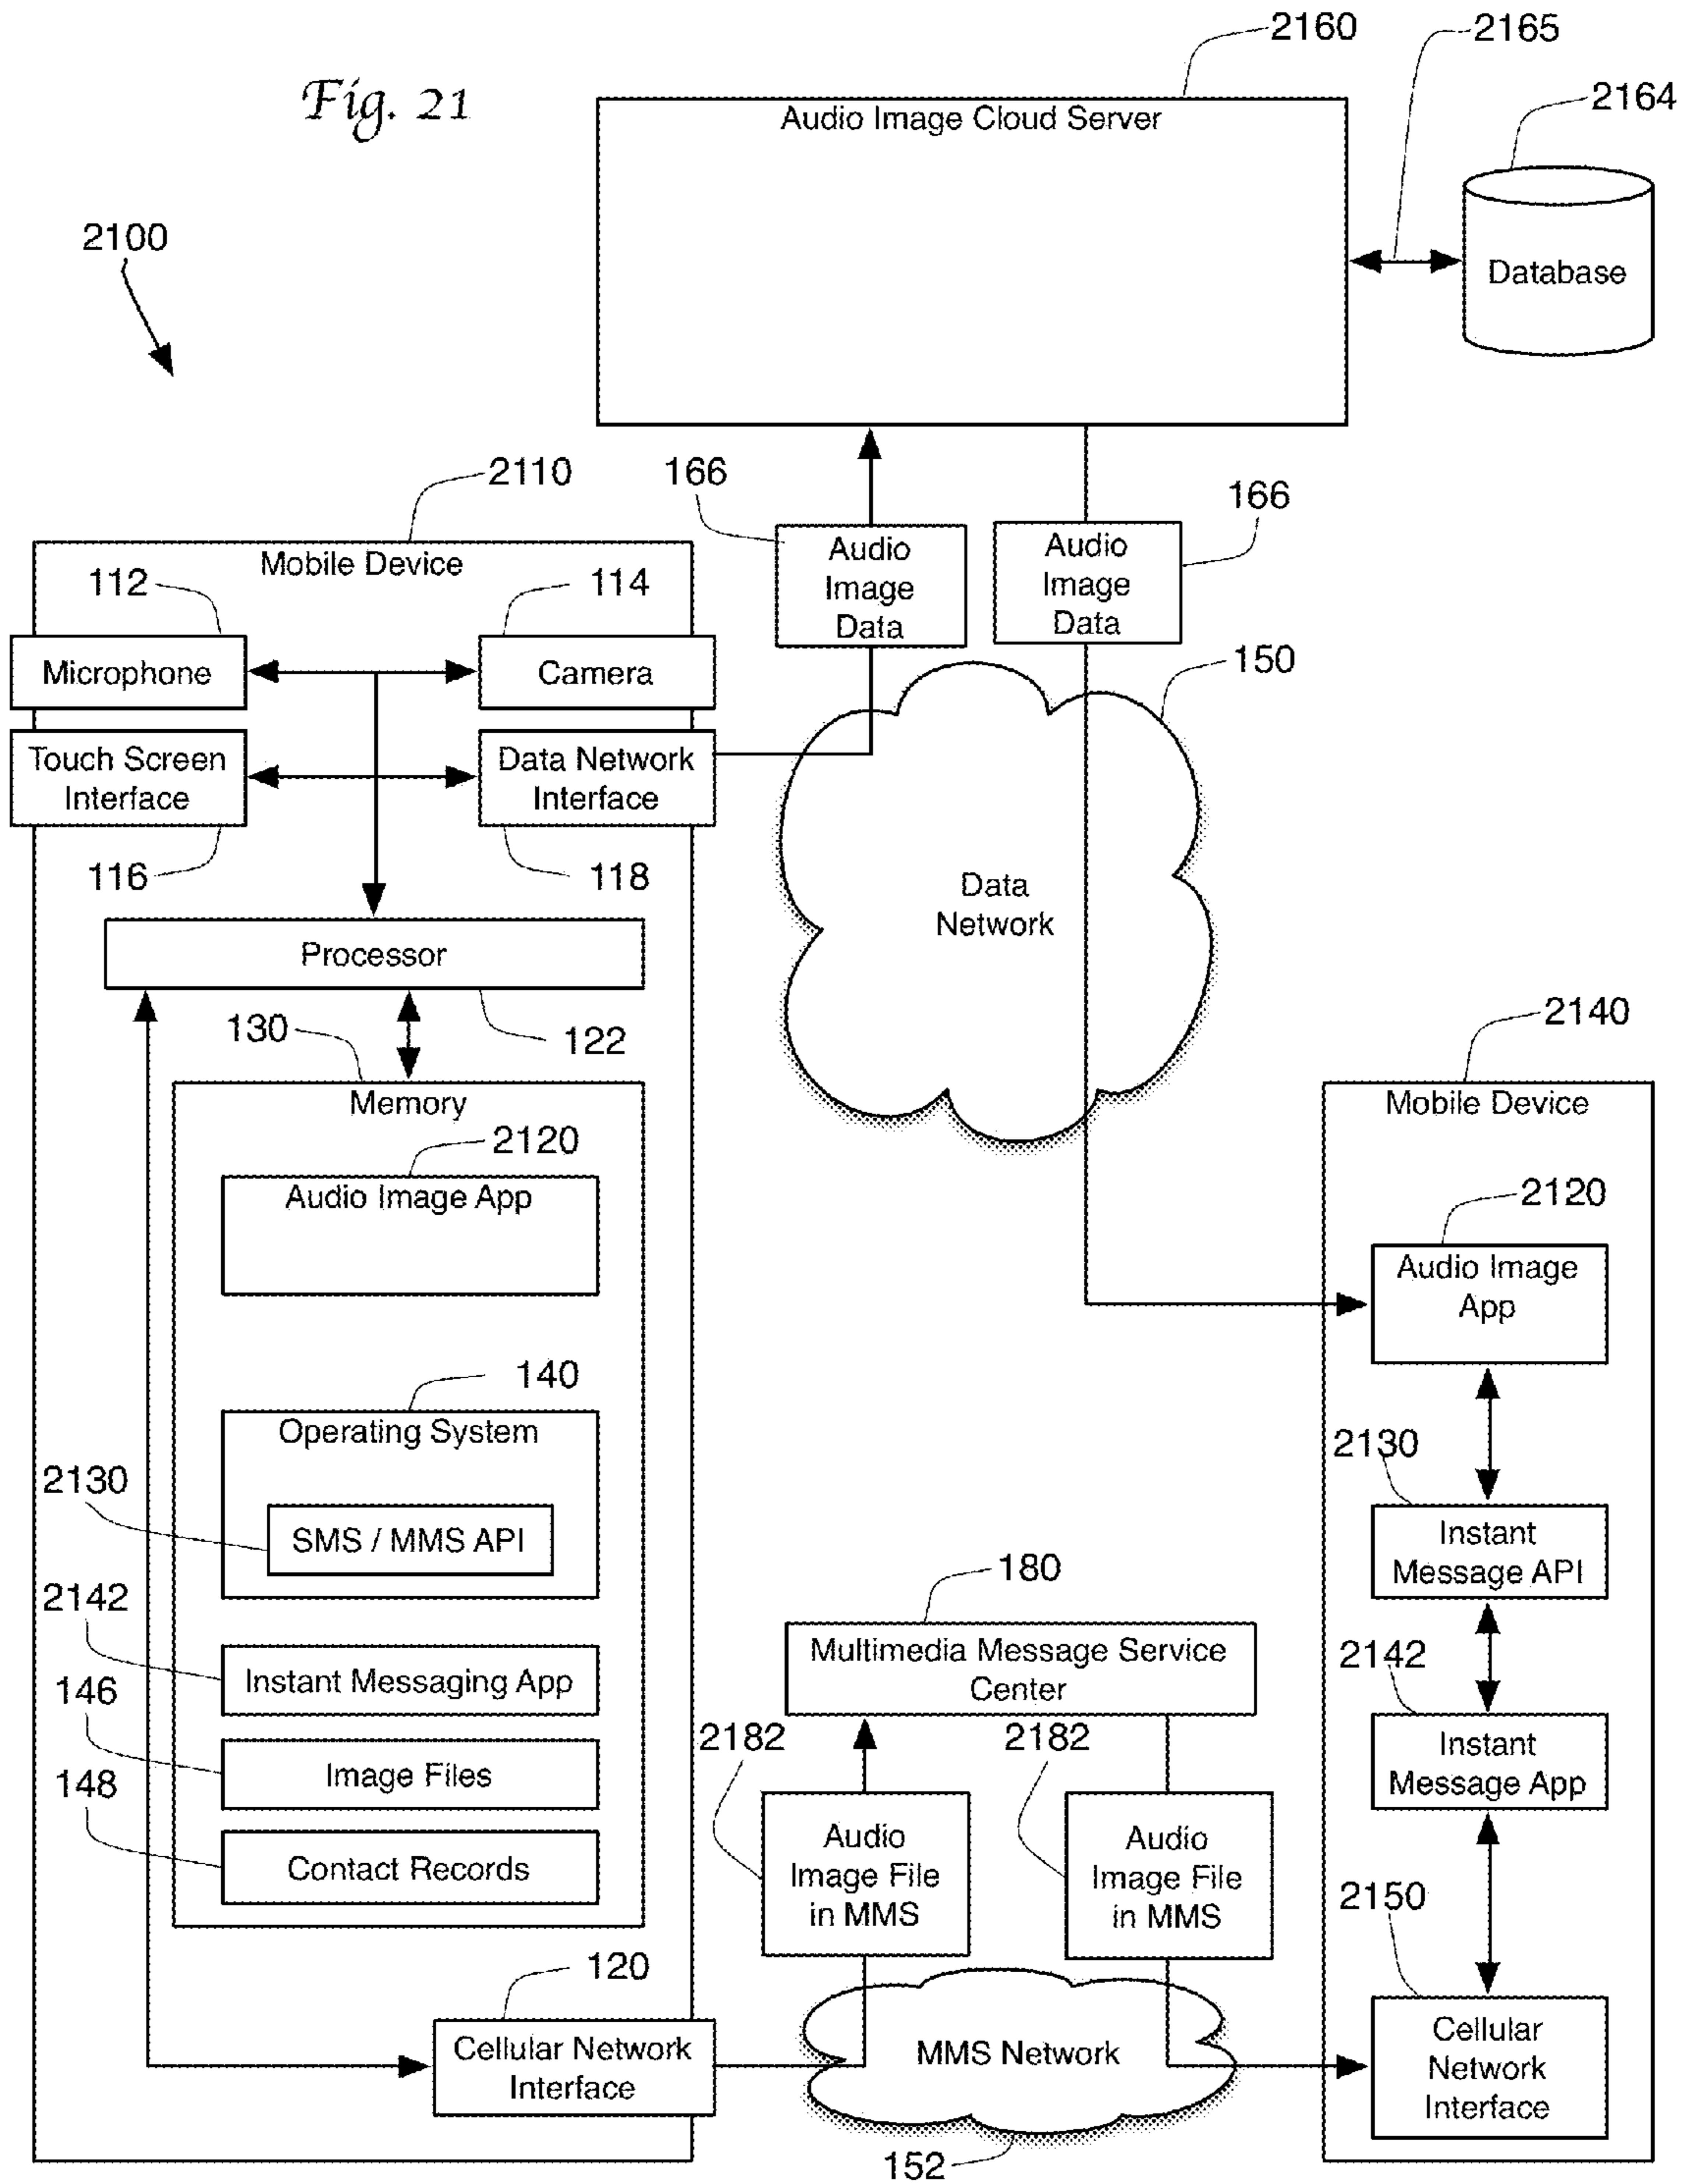 Fig. 21
2160
2165
2164
Audio Image Cloud Server
Database
2100
2110
166
166
Mobile Device
112
114
Audio
Image
Data
Audio
Image
Data
Microphone
Camera
150
Touch Screen
Interface
Data Network
Interface
116
118
Data
Network
Processor
130
122
2140
Memory
Mobile Device
2120
Audio Image App
2120
Audio Image
App
140
Operating System
2130
2130
SMS / MMS API
Instant
Message API
180
2142
Instant Messaging App
Multimedia Message Service
Center
2142
146
Image Files
2182
2182
Instant
Message App
148
Contact Records
Audio
Image File
in MMS
Audio
Image File
in MMS
2150
120
Cellular Network
Interface
MMS Network
Cellular
Network
Interface
152